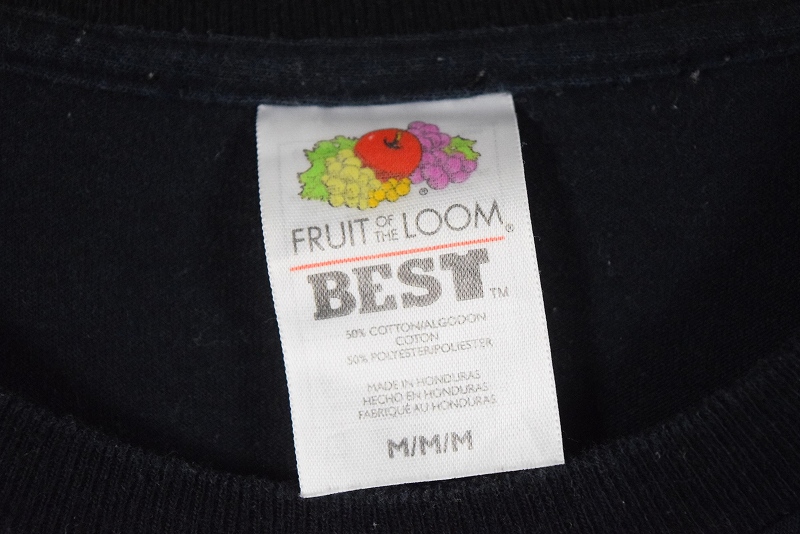 ®
FRUIT OF THE LOOM®
BEST™
50% COTTON/ALGODON
COTON
50% POLYESTER/POLIESTER
MADE IN HONDURAS
HECHO EN HONDURAS
FABRIQUÉ AU HONDURAS
M/M/M